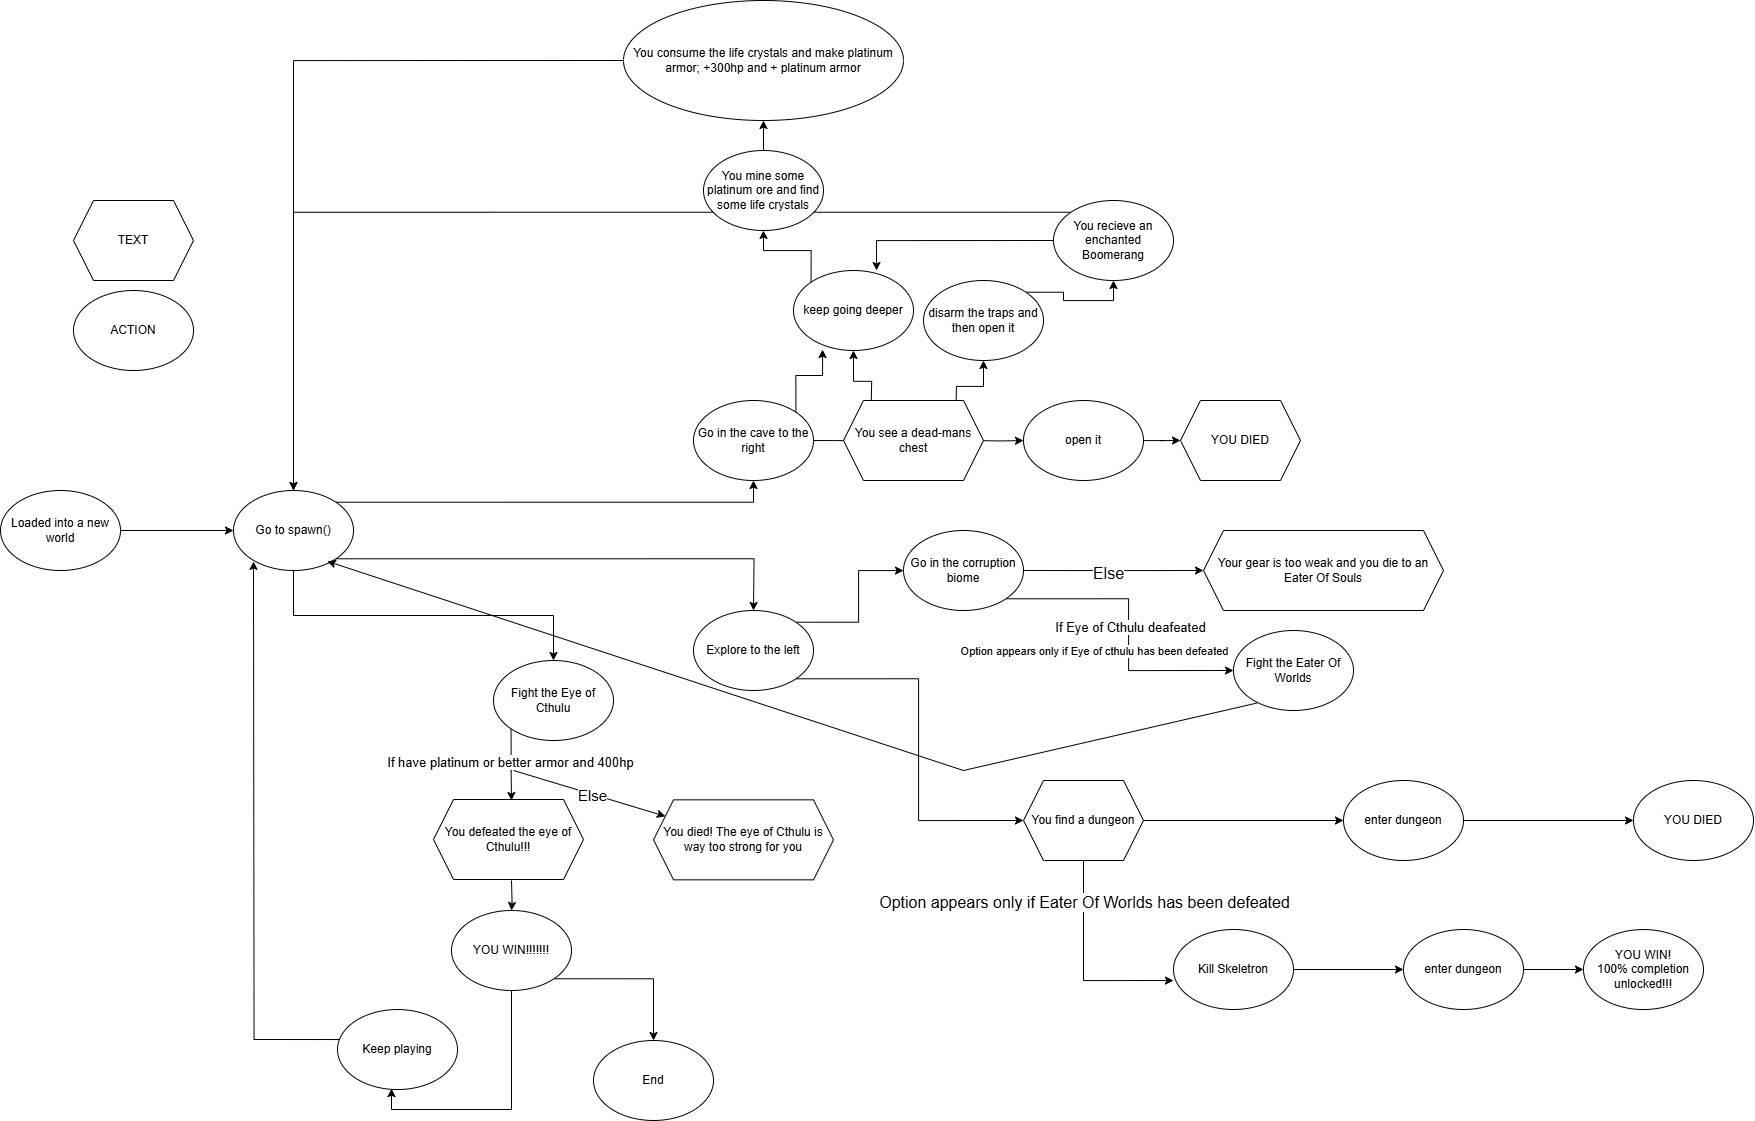 You consume the life crystals and make platinum
armor; +300hp and + platinum armor
You mine some
platinum ore and find
some life crystals
TEXT
You recieve an
enchanted
Boomerang
ACTION
keep going deeper
disarm the traps and
then open it
Go in the cave to the
right
You see a dead-mans
chest
open it
YOU DIED
Loaded into a new
world
Go to spawn()
Go in the corruption
biome
Else
Your gear is too weak and you die to an
Eater Of Souls
If Eye of Cthulu deafeated
Option appears only if Eye of cthulu has been defeated
Explore to the left
Fight the Eater Of
Worlds
Fight the Eye of
Cthulu
If have platinum or better armor and 400hp
Else
You defeated the eye of
Cthulu!!!
You died! The eye of Cthulu is
way too strong for you
You find a dungeon
enter dungeon
YOU DIED
Option appears only if Eater Of Worlds has been defeated
YOU WIN!!!!!!!
Kill Skeletron
enter dungeon
YOU WIN!
100% completion
unlocked!!!
Keep playing
End